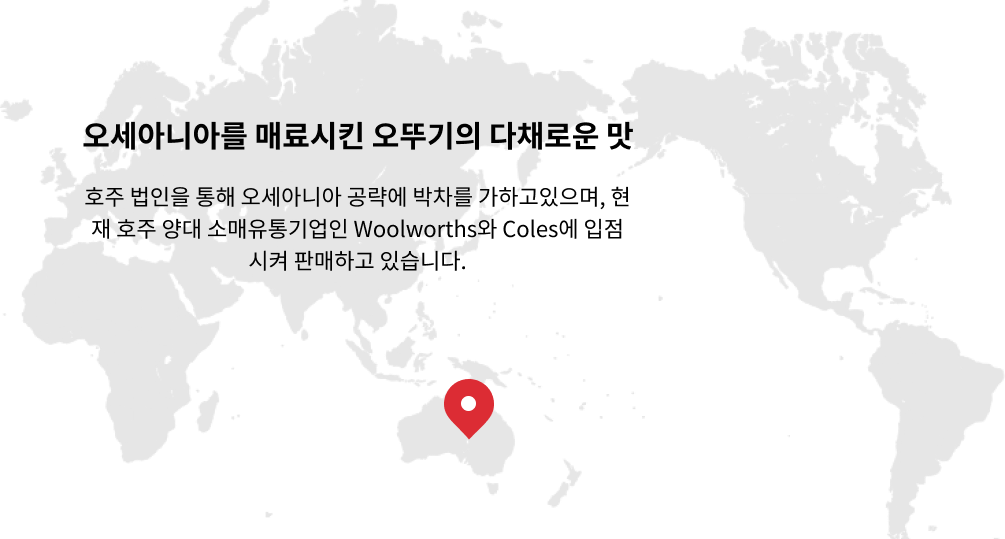 오세아니아를 매료시킨 오뚜기의 다채로운 맛
호주 법인을 통해 오세아니아 공략에 박차를 가하고있으며, 현
재 호주 양대 소매유통기업인 Woolworths와 Coles에 입점
시켜 판매하고 있습니다.